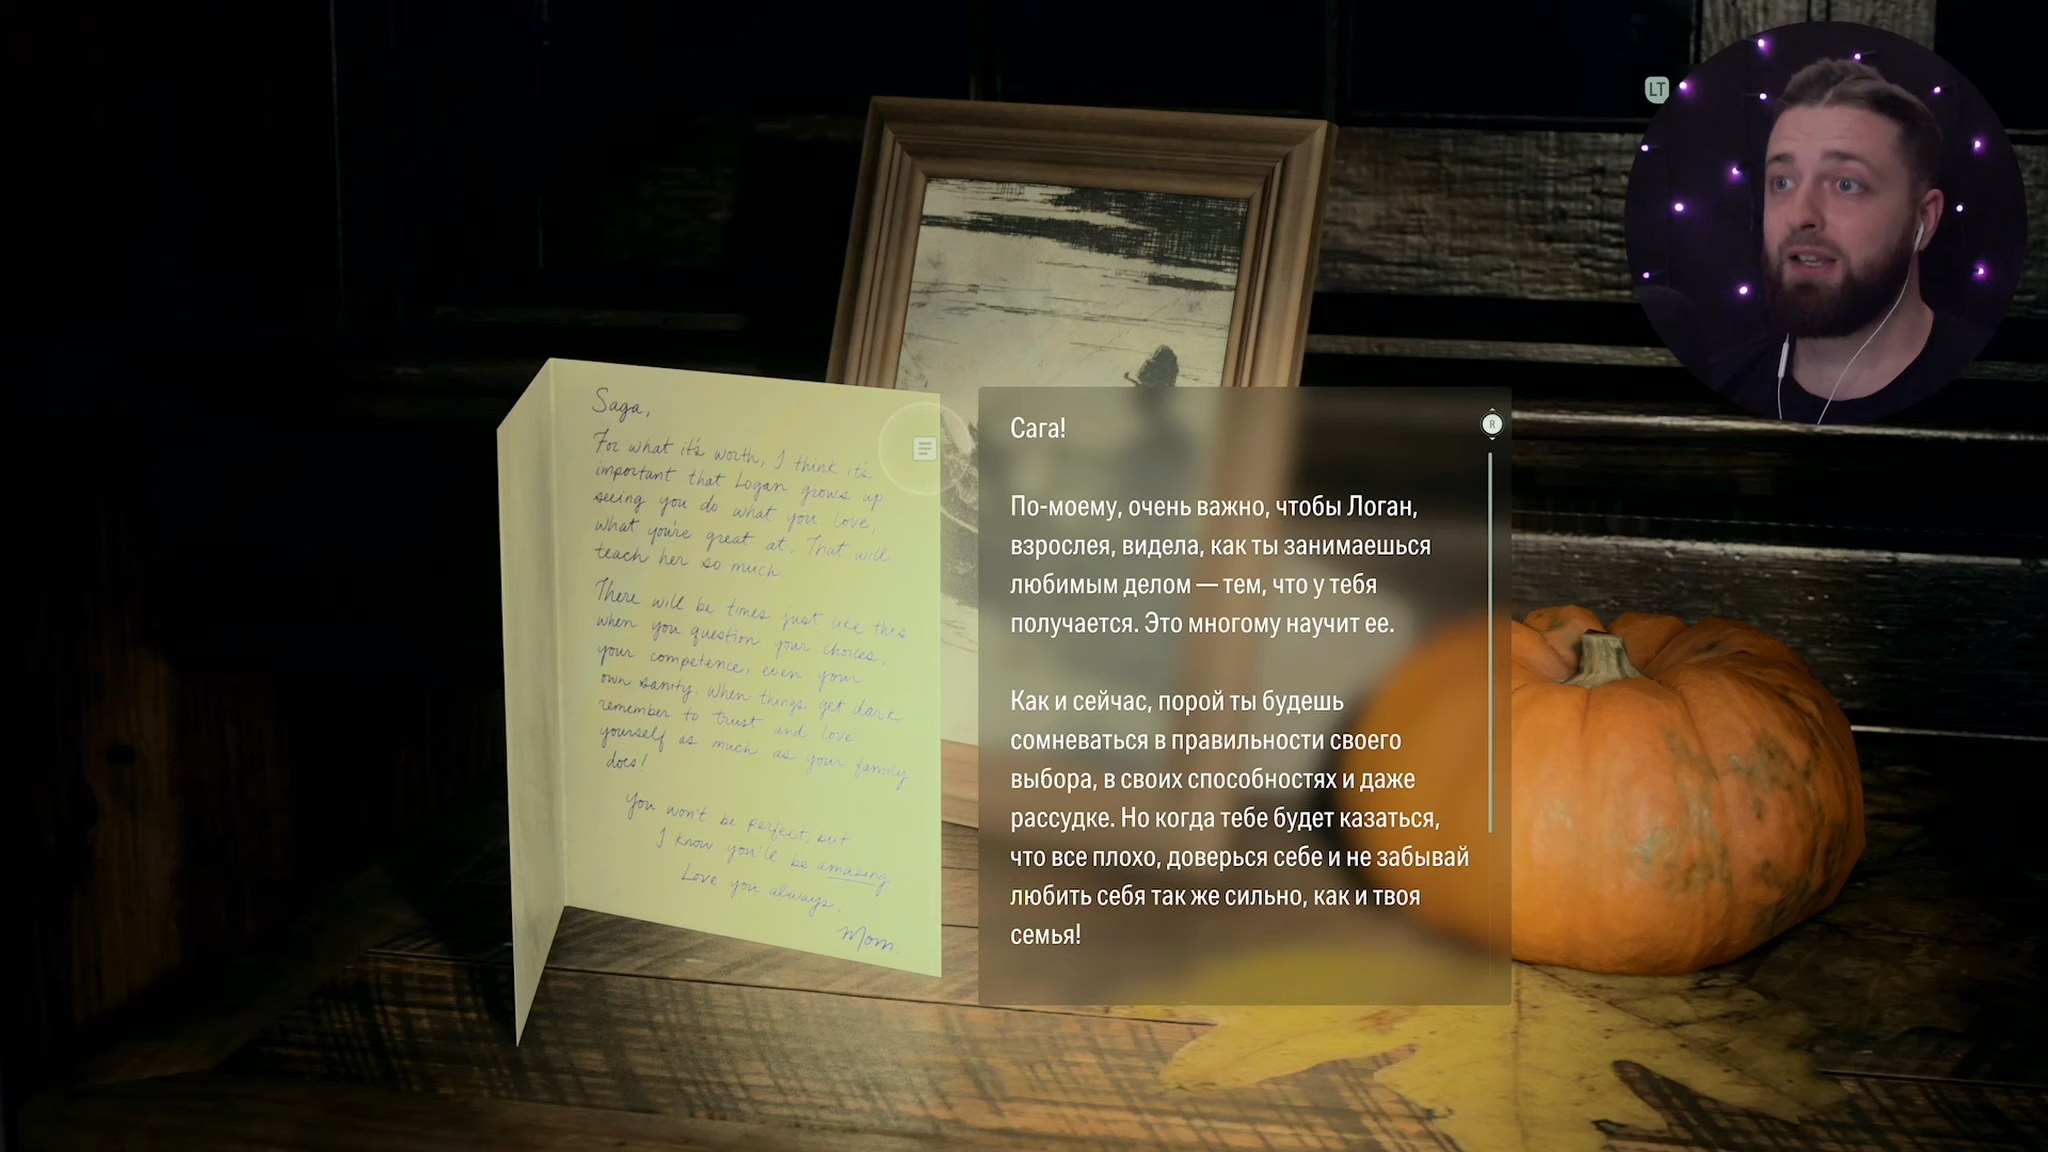 LT
Saga,
For what it's worth, I think it's
important that Logan grows up
seeing you do what you love,
what you're great at. That will
teach her so much.
There will be times just like this
when you question your choices,
your competence, even your
own sanity. When things get dark
remember to trust and love
yourself as much as your family
does!
You won't be perfect, but
I know you'll be amazing
Love you always,
Mom.
R
Сага!
По-моему, очень важно, чтобы Логан,
взрослея, видела, как ты занимаешься
любимым делом — тем, что у тебя
получается. Это многому научит ее.
Как и сейчас, порой ты будешь
сомневаться в правильности своего
выбора, в своих способностях и даже
рассудке. Но когда тебе будет казаться,
что все плохо, доверься себе и не забывай
любить себя так же сильно, как и твоя
семья!